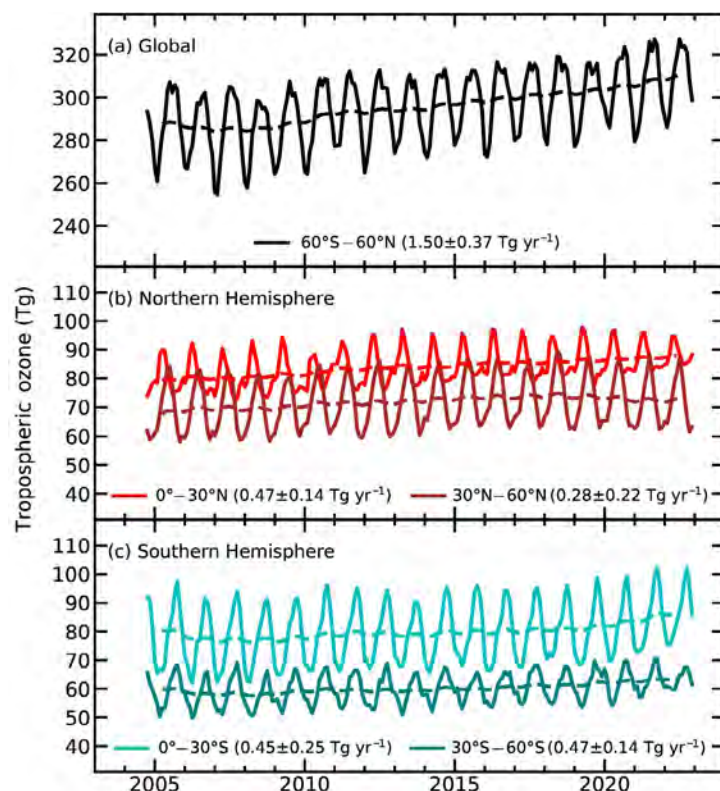 (a) Global
320
300
280
260
240
60°S−60°N (1.50±0.37 Tg yr⁻¹)
Tropospheric ozone (Tg)
(b) Northern Hemisphere
110
100
90
80
70
60
50
40
0°−30°N (0.47±0.14 Tg yr⁻¹) 30°N−60°N (0.28±0.22 Tg yr⁻¹)
(c) Southern Hemisphere
110
100
90
80
70
60
50
40
0°−30°S (0.45±0.25 Tg yr⁻¹) 30°S−60°S (0.47±0.14 Tg yr⁻¹)
2005 2010 2015 2020